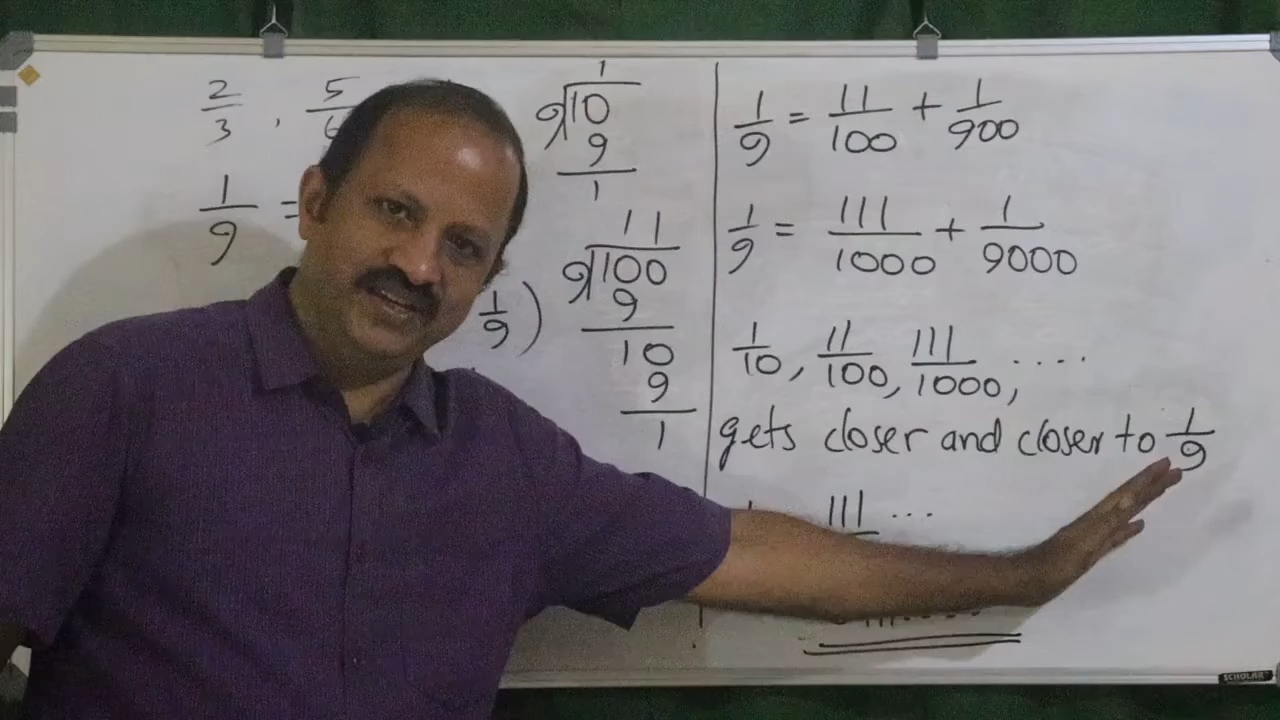 2/3 , 5/6
1/9 =
1/9 )
1
9)10
9
1
11
9)100
9
10
9
1
1/9 = 11/100 + 1/900
1/9 = 111/1000 + 1/9000
1/10, 11/100, 111/1000, ....
gets closer and closer to 1/9
111 ...
SCHOLAR